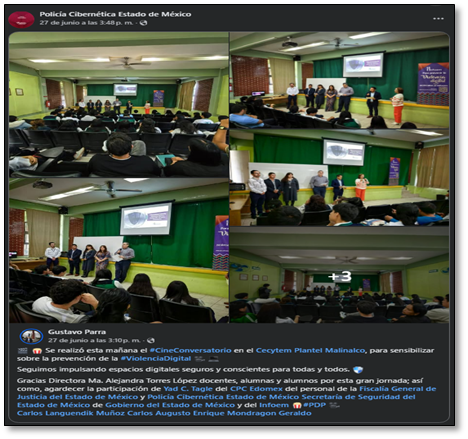 Policía Cibernética Estado de México
27 de junio a las 3:48 p. m. ·
violencia
digital
+3
Gustavo Parra
27 de junio a las 3:10 p. m. ·
Se realizó esta mañana el #CineConversatorio en el Cecytem Plantel Malinalco, para sensibilizar
sobre la prevención de la #ViolenciaDigital
Seguimos impulsando espacios digitales seguros y conscientes para todas y todos.
Gracias Directora Ma. Alejandra Torres López docentes, alumnas y alumnos por esta gran jornada; así
como, agardecer la participación de Yad C. Tagle del CPC Edomex del personal de la Fiscalía General de
Justicia del Estado de México y Policía Cibernética Estado de México Secretaría de Seguridad del
Estado de México de Gobierno del Estado de México y del Infoem #PDP
Carlos Languendik Muñoz Carlos Augusto Enrique Mondragon Geraldo